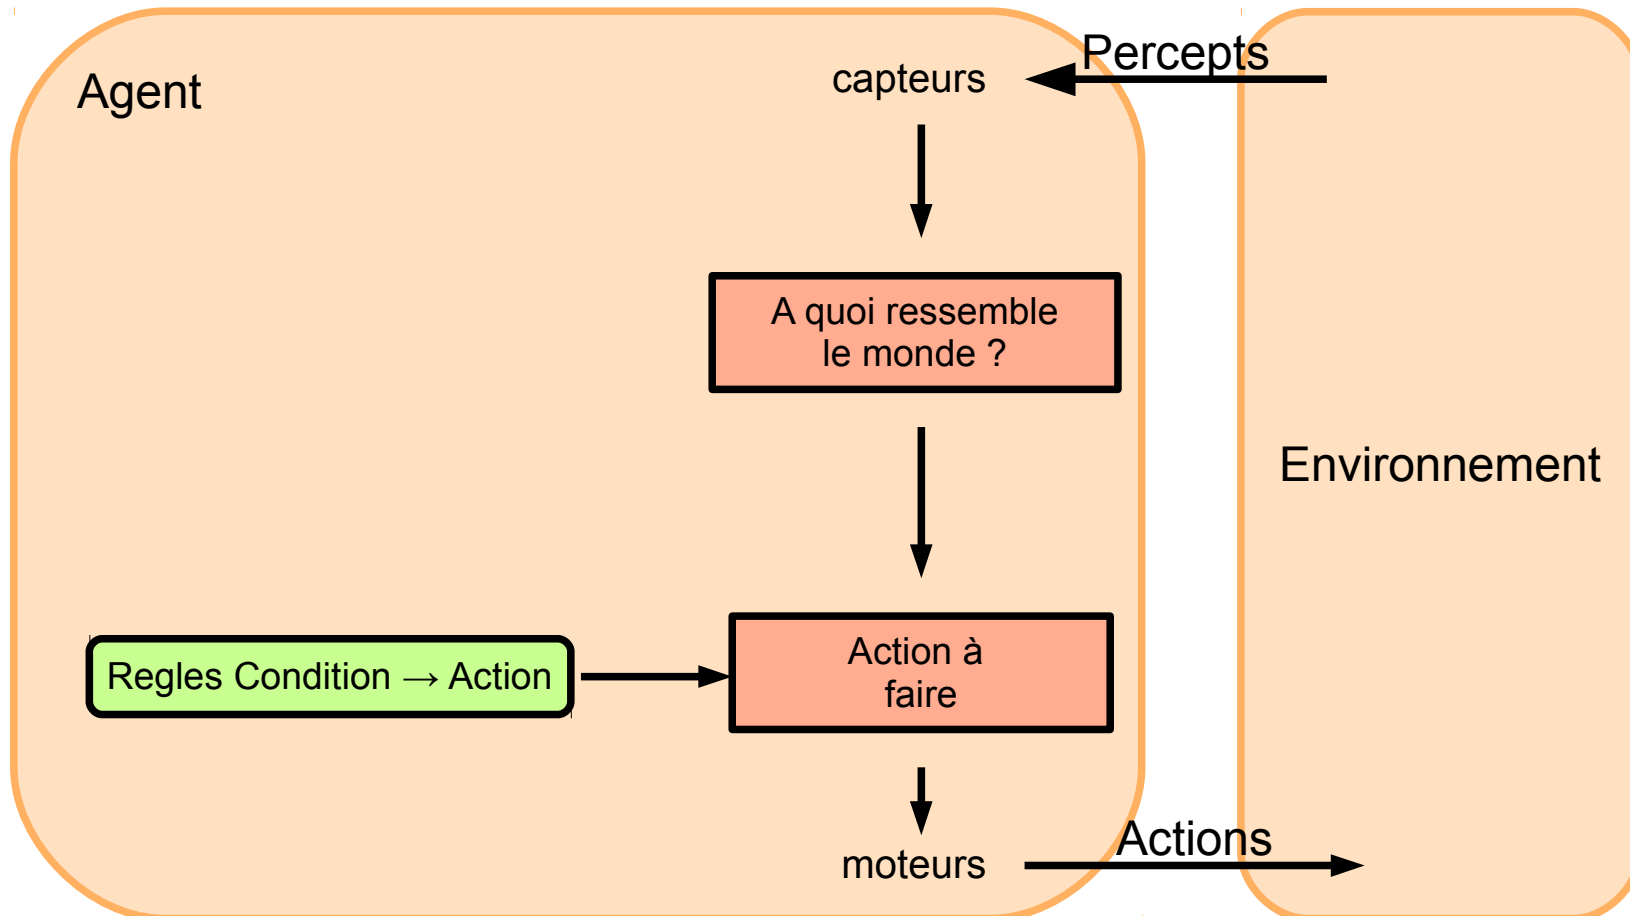 Percepts
capteurs
Agent
A quoi ressemble
le monde ?
Environnement
Action à
faire
Regles Condition → Action
Actions
moteurs